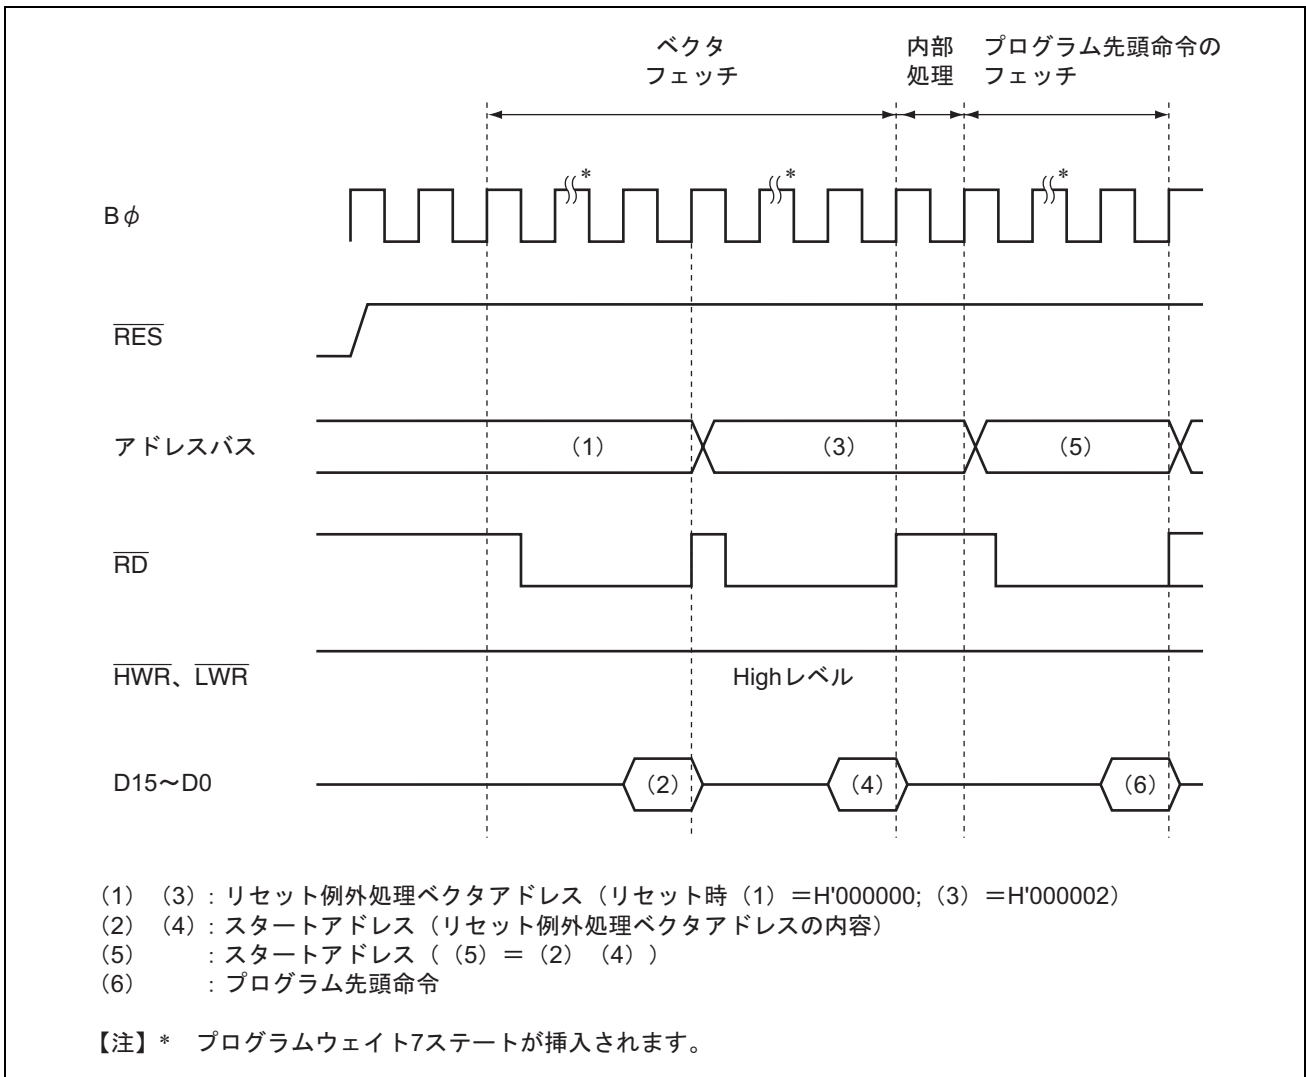 ベクタ
フェッチ
内部
処理
プログラム先頭命令の
フェッチ
* * *
Bφ
RES
アドレスバス (1) (3) (5)
RD
HWR、LWR
Highレベル
D15～D0 (2) (4) (6)
(1) (3) : リセット例外処理ベクタアドレス（リセット時（1）＝H'000000;（3）＝H'000002）
(2) (4) : スタートアドレス（リセット例外処理ベクタアドレスの内容）
(5) : スタートアドレス（（5）＝（2）（4））
(6) : プログラム先頭命令
【注】* プログラムウェイト7ステートが挿入されます。